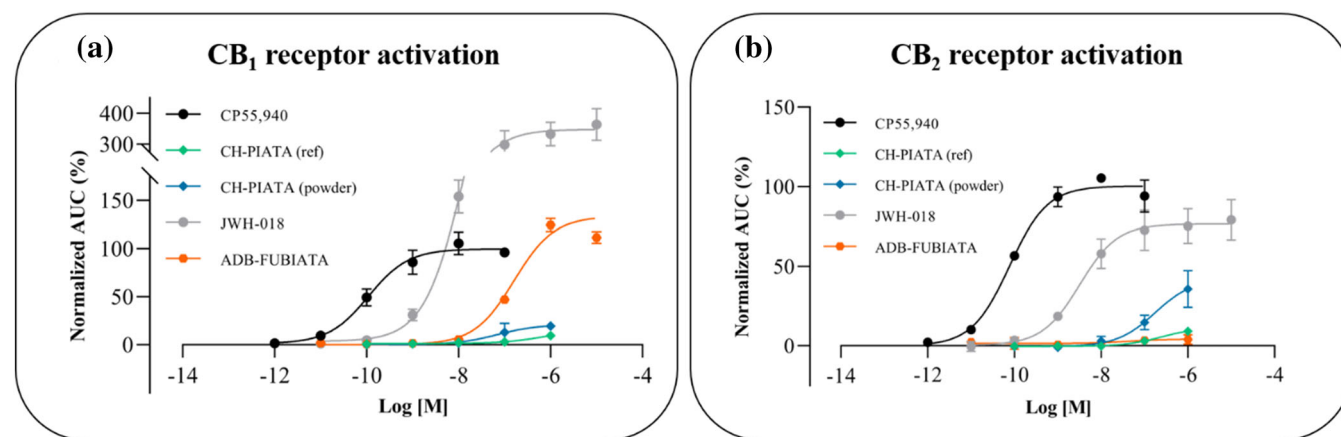 (a)
CB₁ receptor activation
Normalized AUC (%)
400
300
150
100
50
0
CP55,940
CH-PIATA (ref)
CH-PIATA (powder)
JWH-018
ADB-FUBIATA
-14 -12 -10 -8 -6 -4
Log [M]
(b)
CB₂ receptor activation
Normalized AUC (%)
150
100
50
0
CP55,940
CH-PIATA (ref)
CH-PIATA (powder)
JWH-018
ADB-FUBIATA
-14 -12 -10 -8 -6 -4
Log [M]